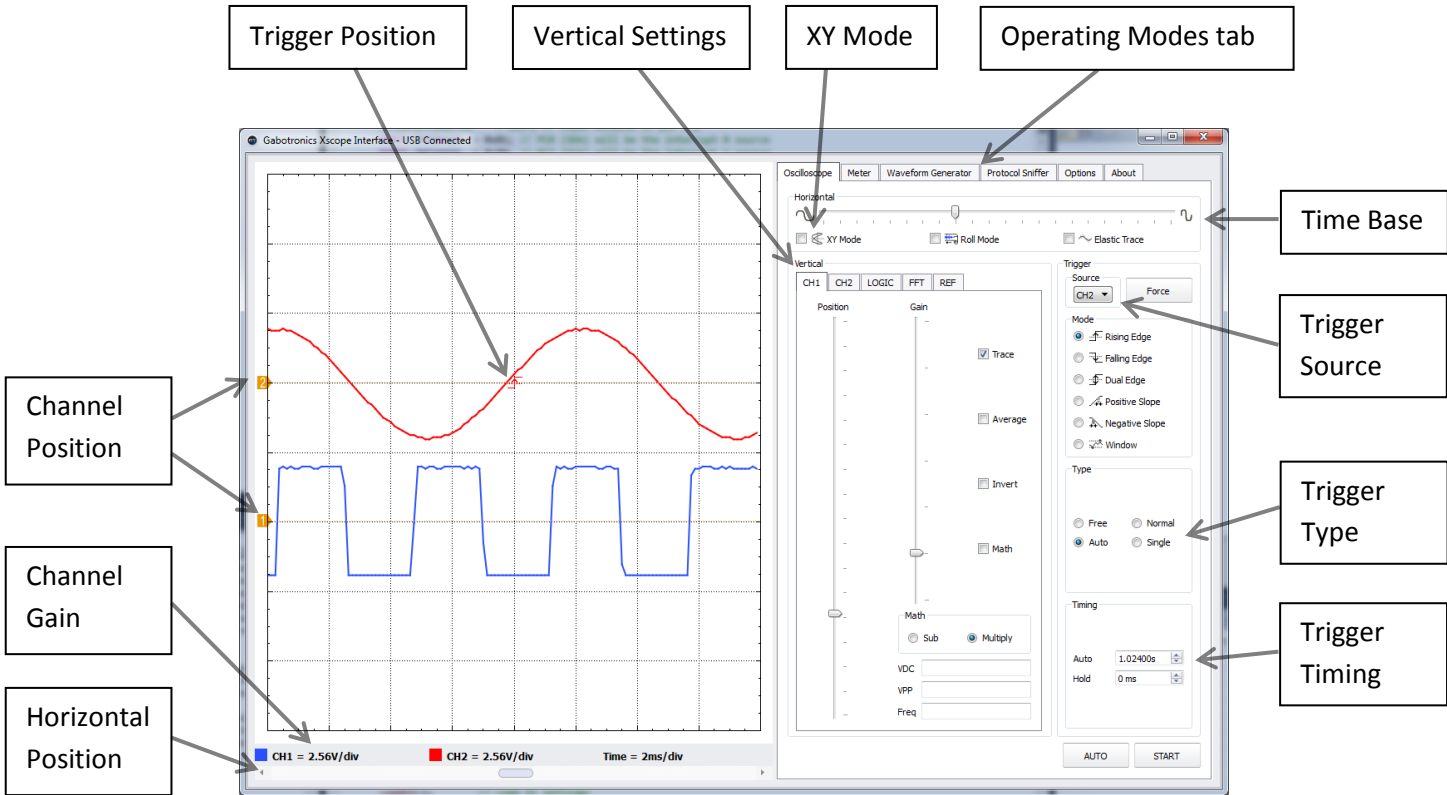 Trigger Position
Vertical Settings
XY Mode
Operating Modes tab
Gabotronics Xscope Interface - USB Connected
Oscilloscope Meter Waveform Generator Protocol Sniffer Options About
Horizontal
XY Mode Roll Mode Elastic Trace
Time Base
Vertical
CH1 CH2 LOGIC FFT REF
Position Gain
Trace
Average
Invert
Math
Math
Sub Multiply
VDC
VPP
Freq
Trigger
Source
CH2 Force
Mode
Rising Edge
Falling Edge
Dual Edge
Positive Slope
Negative Slope
Window
Type
Free Normal
Auto Single
Timing
Auto 1.02400s
Hold 0 ms
AUTO START
Trigger
Source
Trigger
Type
Trigger
Timing
2
1
Channel
Position
Channel
Gain
Horizontal
Position
CH1 = 2.56V/div CH2 = 2.56V/div Time = 2ms/div